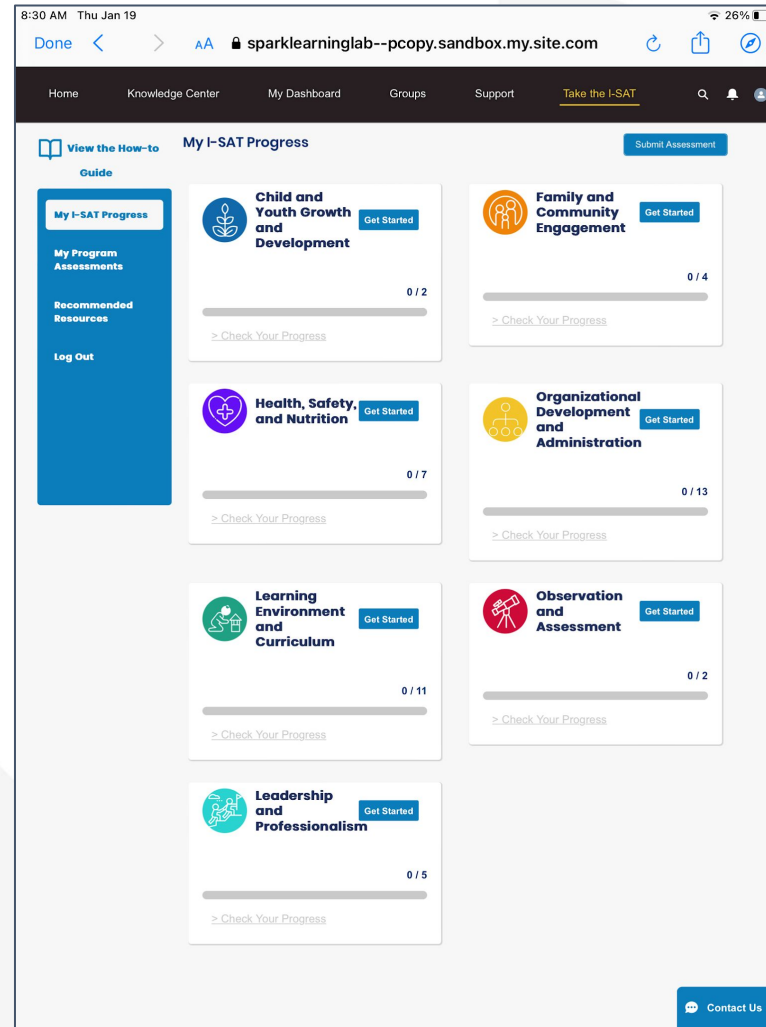 8:30 AM Thu Jan 19
26%
Done
AA sparklearninglab--pcopy.sandbox.my.site.com
Home Knowledge Center My Dashboard Groups Support Take the I-SAT
View the How-to
Guide
My I-SAT Progress
My Program
Assessments
Recommended
Resources
Log Out
My I-SAT Progress
Submit Assessment
Child and
Youth Growth
and
Development
Get Started
0 / 2
> Check Your Progress
Family and
Community
Engagement
Get Started
0 / 4
> Check Your Progress
Health, Safety,
and Nutrition
Get Started
0 / 7
> Check Your Progress
Organizational
Development
and
Administration
Get Started
0 / 13
> Check Your Progress
Learning
Environment
and
Curriculum
Get Started
0 / 11
> Check Your Progress
Observation
and
Assessment
Get Started
0 / 2
> Check Your Progress
Leadership
and
Professionalism
Get Started
0 / 5
> Check Your Progress
Contact Us